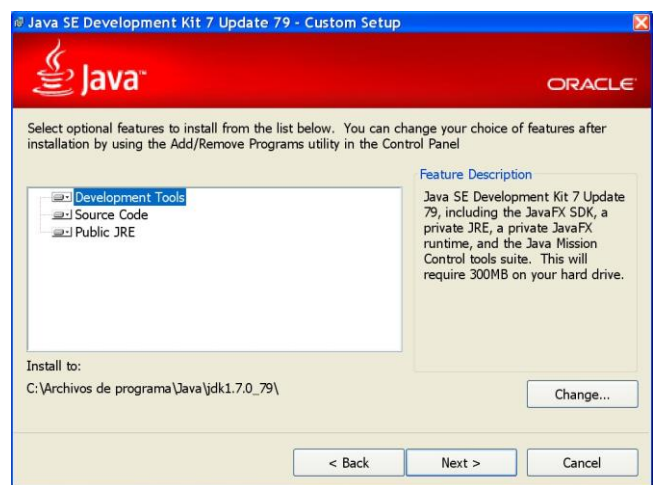 Java SE Development Kit 7 Update 79 - Custom Setup
Java™
ORACLE
Select optional features to install from the list below. You can change your choice of features after
installation by using the Add/Remove Programs utility in the Control Panel
Development Tools
Source Code
Public JRE
Feature Description
Java SE Development Kit 7 Update
79, including the JavaFX SDK, a
private JRE, a private JavaFX
runtime, and the Java Mission
Control tools suite. This will
require 300MB on your hard drive.
Install to:
C:\Archivos de programa\Java\jdk1.7.0_79\
Change...
< Back
Next >
Cancel